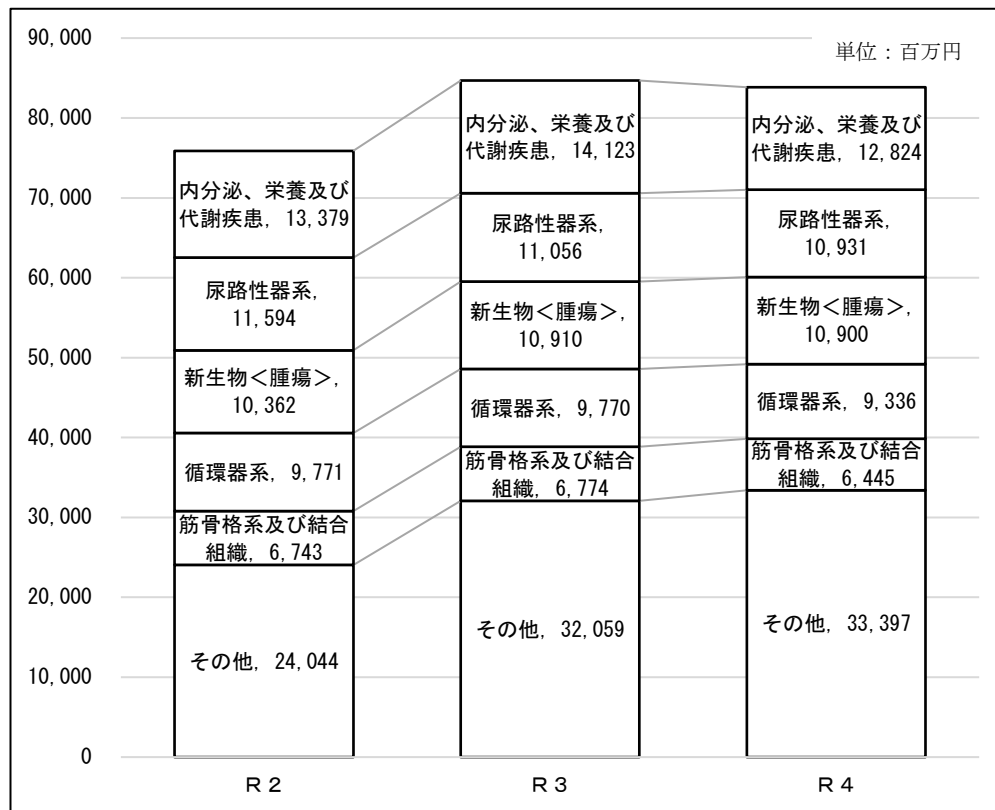 90,000
80,000
70,000
60,000
50,000
40,000
30,000
20,000
10,000
0
単位：百万円
内分泌、栄養及び
代謝疾患, 13,379
尿路性器系,
11,594
新生物＜腫瘍＞,
10,362
循環器系, 9,771
筋骨格系及び結合
組織, 6,743
その他, 24,044
内分泌、栄養及び
代謝疾患, 14,123
尿路性器系,
11,056
新生物＜腫瘍＞,
10,910
循環器系, 9,770
筋骨格系及び結合
組織, 6,774
その他, 32,059
内分泌、栄養及び
代謝疾患, 12,824
尿路性器系,
10,931
新生物＜腫瘍＞,
10,900
循環器系, 9,336
筋骨格系及び結合
組織, 6,445
その他, 33,397
Ｒ２
Ｒ３
Ｒ４